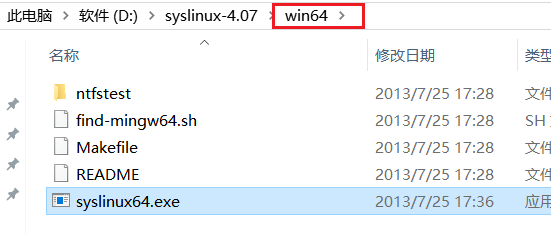 此电脑 软件 (D:) syslinux-4.07 win64
名称 修改日期 类型
ntfstest 2013/7/25 17:28 文件
find-mingw64.sh 2013/7/25 17:28 SH
Makefile 2013/7/25 17:28 文件
README 2013/7/25 17:28 文件
syslinux64.exe 2013/7/25 17:36 应用